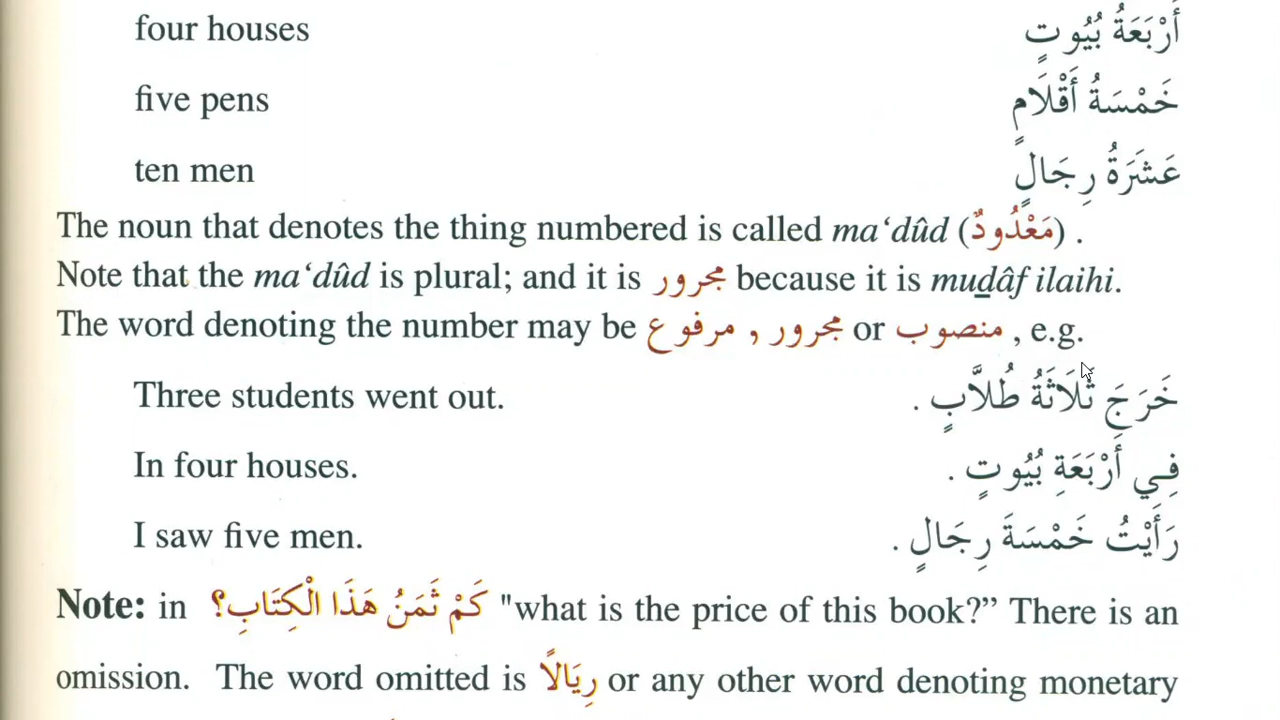 four houses أَرْبَعَةُ بُيُوتٍ
five pens خَمْسَةُ أَقْلَامٍ
ten men عَشَرَةُ رِجَالٍ
The noun that denotes the thing numbered is called ma‘dûd (مَعْدُودٌ) .
Note that the ma‘dûd is plural; and it is مجرور because it is muḏâf ilaihi.
The word denoting the number may be مرفوع , مجرور or منصوب , e.g.
Three students went out. خَرَجَ ثَلَاثَةُ طُلَّابٍ .
In four houses. فِي أَرْبَعَةِ بُيُوتٍ .
I saw five men. رَأَيْتُ خَمْسَةَ رِجَالٍ .
Note: in كَمْ ثَمَنُ هَذَا الْكِتَابِ؟ "what is the price of this book?” There is an
omission. The word omitted is رِيَالًا or any other word denoting monetary